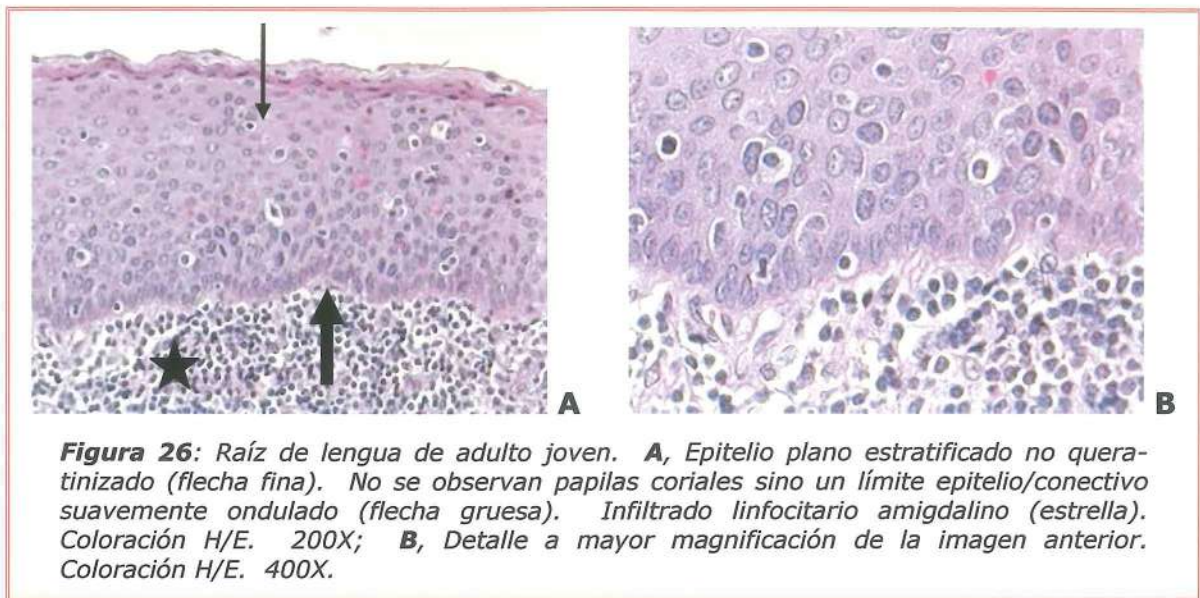 A
B
Figura 26: Raíz de lengua de adulto joven. A, Epitelio plano estratificado no quera-
tinizado (flecha fina). No se observan papilas coriales sino un límite epitelio/conectivo
suavemente ondulado (flecha gruesa). Infiltrado linfocitario amigdalino (estrella).
Coloración H/E. 200X; B, Detalle a mayor magnificación de la imagen anterior.
Coloración H/E. 400X.